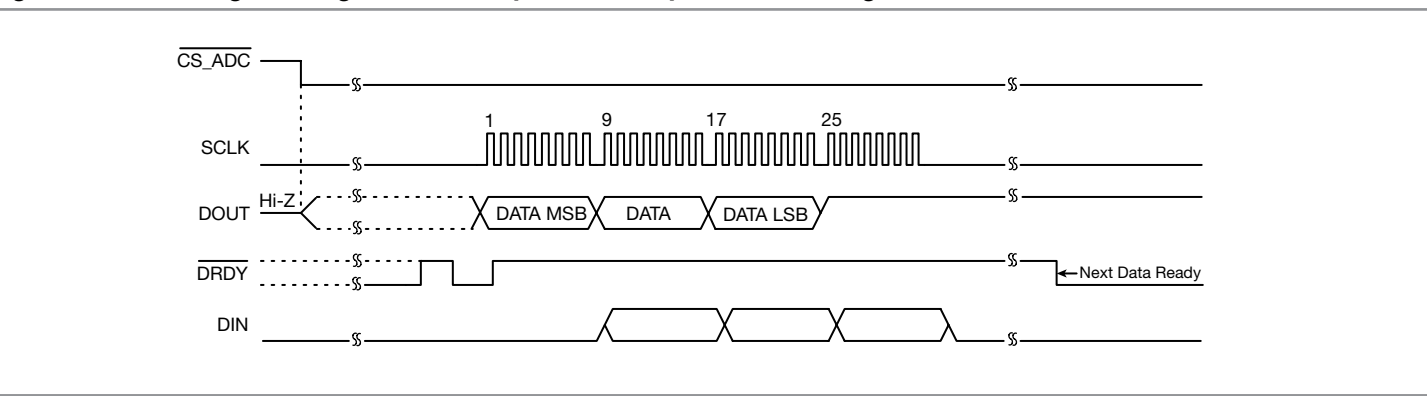 CS_ADC
1 9 17 25
SCLK
Hi-Z
DOUT
DATA MSB DATA DATA LSB
DRDY
Next Data Ready
DIN